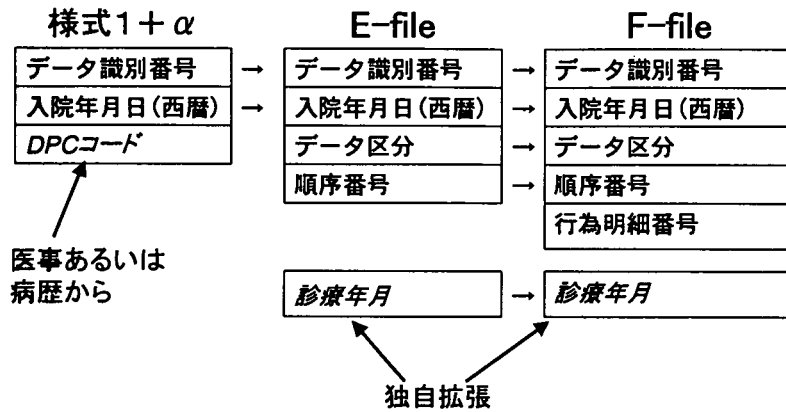 様式1+α
E-file
F-file
データ識別番号 → データ識別番号 → データ識別番号
入院年月日(西暦) → 入院年月日(西暦) → 入院年月日(西暦)
DPCコード
データ区分 → データ区分
順序番号 → 順序番号
行為明細番号
医事あるいは
病歴から
診療年月 → 診療年月
独自拡張